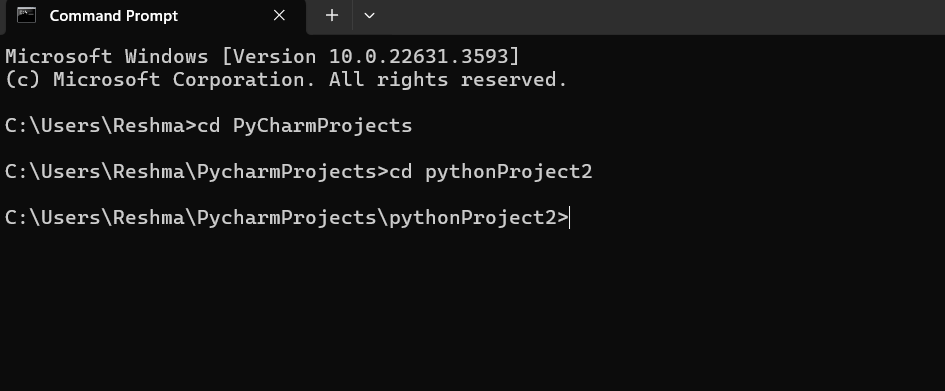 Command Prompt
Microsoft Windows [Version 10.0.22631.3593]
(c) Microsoft Corporation. All rights reserved.
C:\Users\Reshma>cd PyCharmProjects
C:\Users\Reshma\PycharmProjects>cd pythonProject2
C:\Users\Reshma\PycharmProjects\pythonProject2>